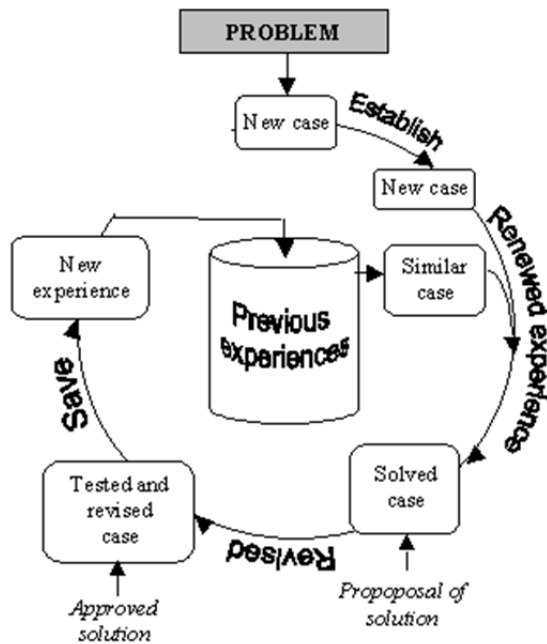 PROBLEM
New case
Establish
New case
Renewed experience
New
experience
Similar
case
Previous
experiences
Save
Tested and
revised
case
Solved
case
Revised
Approved
solution
Propoposal of
solution